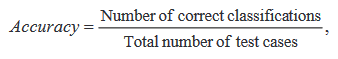 Accuracy = Number of correct classifications
Total number of test cases ,